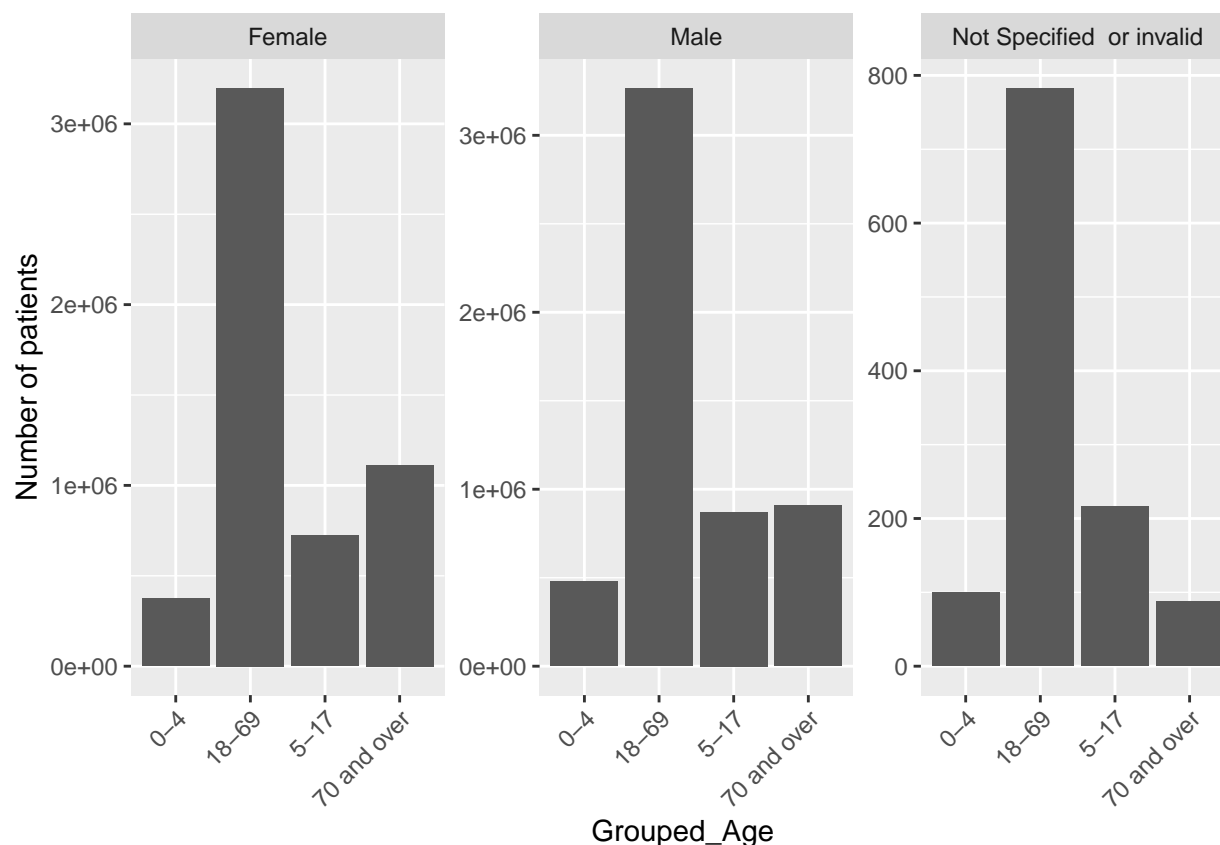 Female
Male
Not Specified  or invalid
Number of patients
3e+06
2e+06
1e+06
0e+00
3e+06
2e+06
1e+06
0e+00
800
600
400
200
0
0−4
18−69
5−17
70 and over
0−4
18−69
5−17
70 and over
0−4
18−69
5−17
70 and over
Grouped_Age